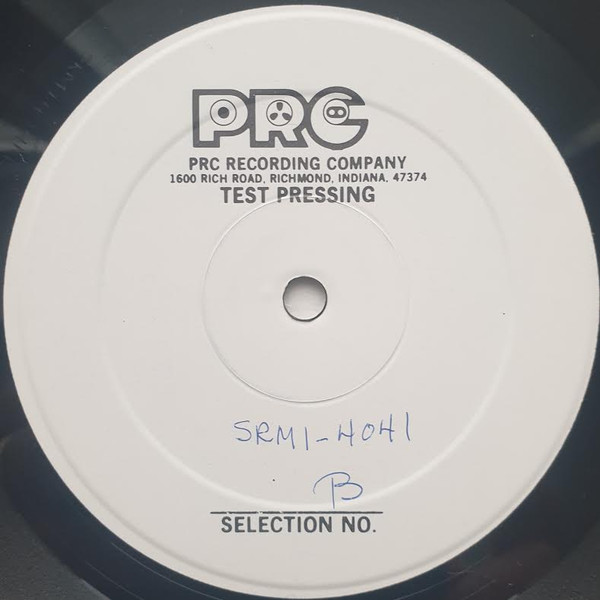 PRC
PRC RECORDING COMPANY
1600 RICH ROAD, RICHMOND, INDIANA. 47374
TEST PRESSING
SRM1-4041
B
SELECTION NO.